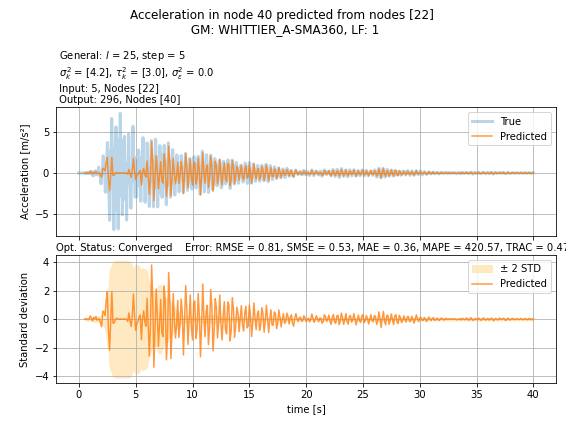 Acceleration in node 40 predicted from nodes [22]
GM: WHITTIER_A-SMA360, LF: 1
General: l = 25, step = 5
σ²ₖ = [4.2], τ²ₖ = [3.0], σ²ε = 0.0
Input: 5, Nodes [22]
Output: 296, Nodes [40]
True
Predicted
Acceleration [m/s²]
5
0
−5
Opt. Status: Converged Error: RMSE = 0.81, SMSE = 0.53, MAE = 0.36, MAPE = 420.57, TRAC = 0.47
± 2 STD
Predicted
Standard deviation
4
2
0
−2
−4
0 5 10 15 20 25 30 35 40
time [s]